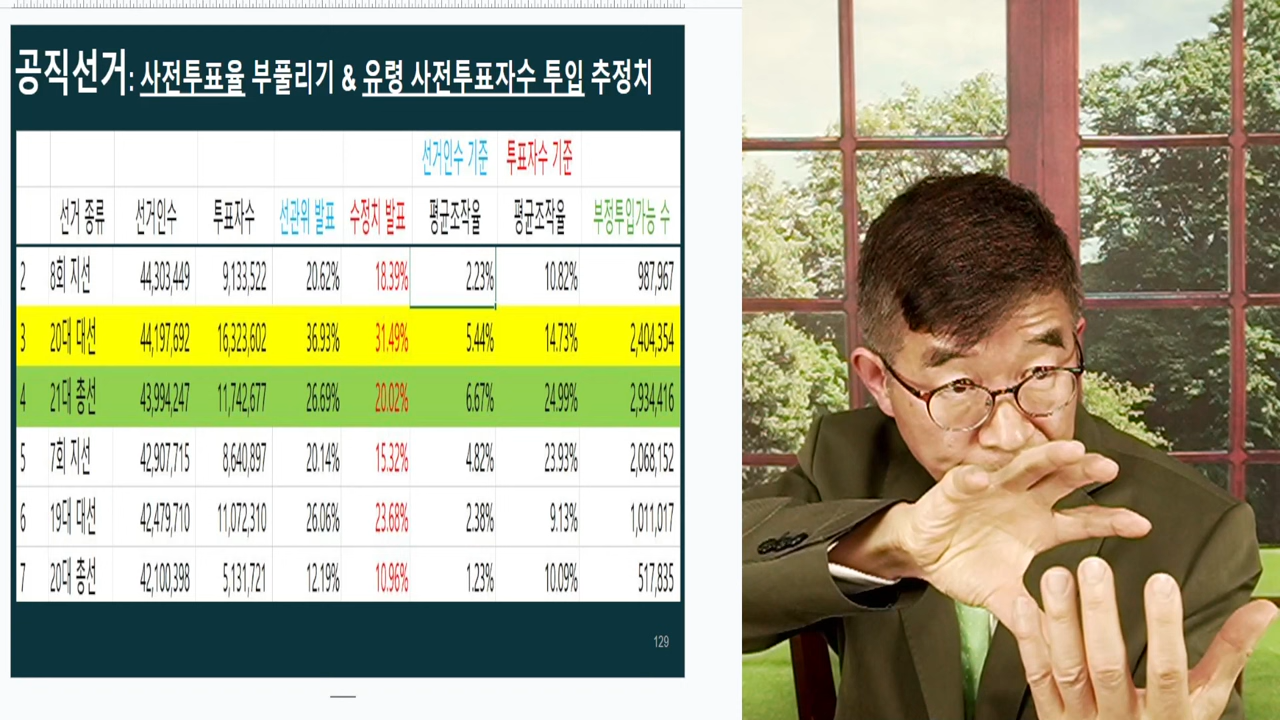 공직선거: 사전투표율 부풀리기 & 유령 사전투표자수 투입 추정치
선거인수 기준 투표자수 기준
선거 종류 선거인수 투표자수 선관위 발표 수정치 발표 평균조작율 평균조작율 부정투입가능 수
2 8회 지선 44,303,449 9,133,522 20.62% 18.39% 2.23% 10.82% 987,967
3 20대 대선 44,197,692 16,323,602 36.93% 31.49% 5.44% 14.73% 2,404,354
4 21대 총선 43,994,247 11,742,677 26.69% 20.02% 6.67% 24.99% 2,934,416
5 7회 지선 42,907,715 8,640,897 20.14% 15.32% 4.82% 23.93% 2,068,152
6 19대 대선 42,479,710 11,072,310 26.06% 23.68% 2.38% 9.13% 1,011,017
7 20대 총선 42,100,398 5,131,721 12.19% 10.96% 1.23% 10.09% 517,835
129